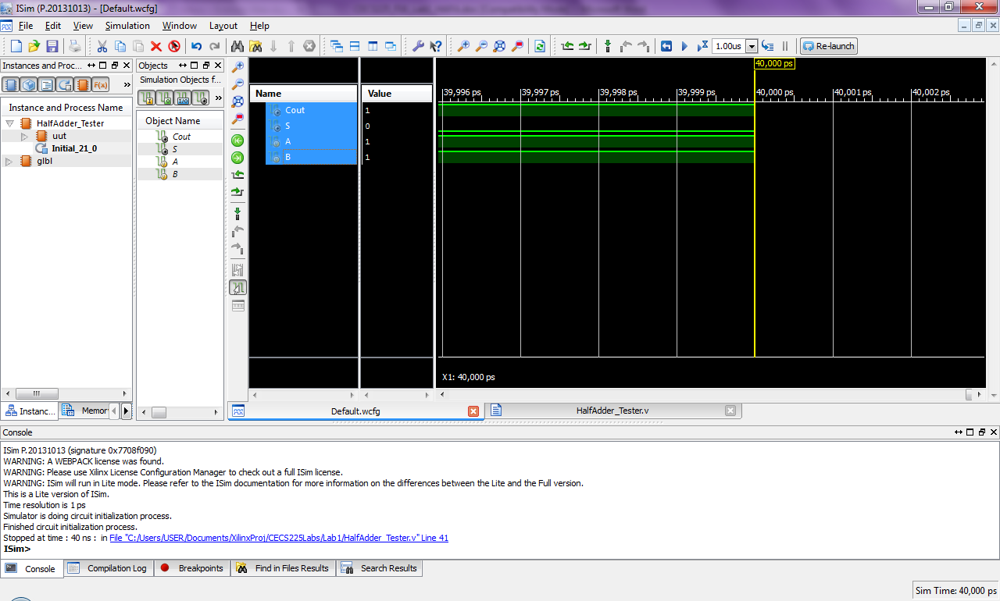 ISim (P.20131013) - [Default.wcfg]
File Edit View Simulation Window Layout Help
1.00us Re-launch
Instances and Proc...
F(x)
»
Instance and Process Name
HalfAdder_Tester
uut
Initial_21_0
glbl
Instanc...
Memor
Objects
Simulation Objects f...
»
Object Name
Cout
S
A
B
Name Value
Cout 1
S 0
A 1
B 1
40,000 ps
39,996 ps 39,997 ps 39,998 ps 39,999 ps 40,000 ps 40,001 ps 40,002 ps
X1: 40,000 ps
Default.wcfg
HalfAdder_Tester.v
Console
ISim P.20131013 (signature 0x7708f090)
WARNING: A WEBPACK license was found.
WARNING: Please use Xilinx License Configuration Manager to check out a full ISim license.
WARNING: ISim will run in Lite mode. Please refer to the ISim documentation for more information on the differences between the Lite and the Full version.
This is a Lite version of ISim.
Time resolution is 1 ps
Simulator is doing circuit initialization process.
Finished circuit initialization process.
Stopped at time : 40 ns : in File "C:/Users/USER/Documents/XilinxProj/CECS225Labs/Lab1/HalfAdder_Tester.v" Line 41
ISim>
Console
Compilation Log
Breakpoints
Find in Files Results
Search Results
Sim Time: 40,000 ps